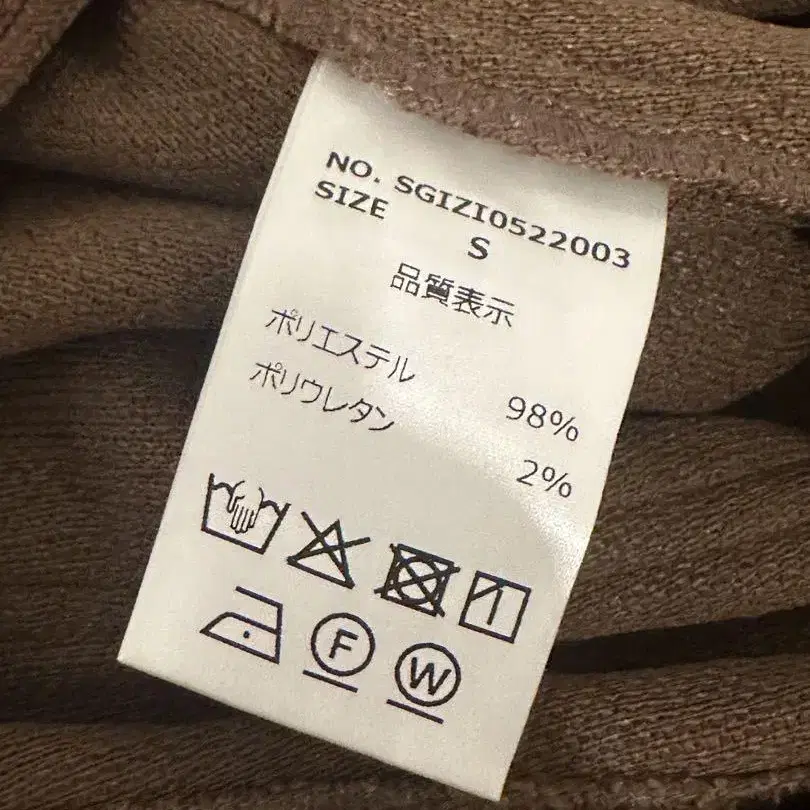 NO. SGIZI0522003
SIZE S
品質表示
ポリエステル 98%
ポリウレタン 2%
F W